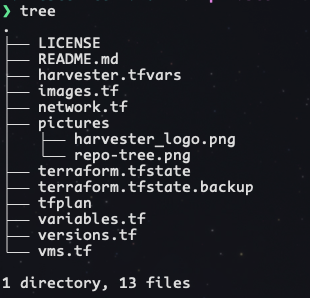 ❯ tree
.
├── LICENSE
├── README.md
├── harvester.tfvars
├── images.tf
├── network.tf
├── pictures
│   ├── harvester_logo.png
│   └── repo-tree.png
├── terraform.tfstate
├── terraform.tfstate.backup
├── tfplan
├── variables.tf
├── versions.tf
└── vms.tf
1 directory, 13 files